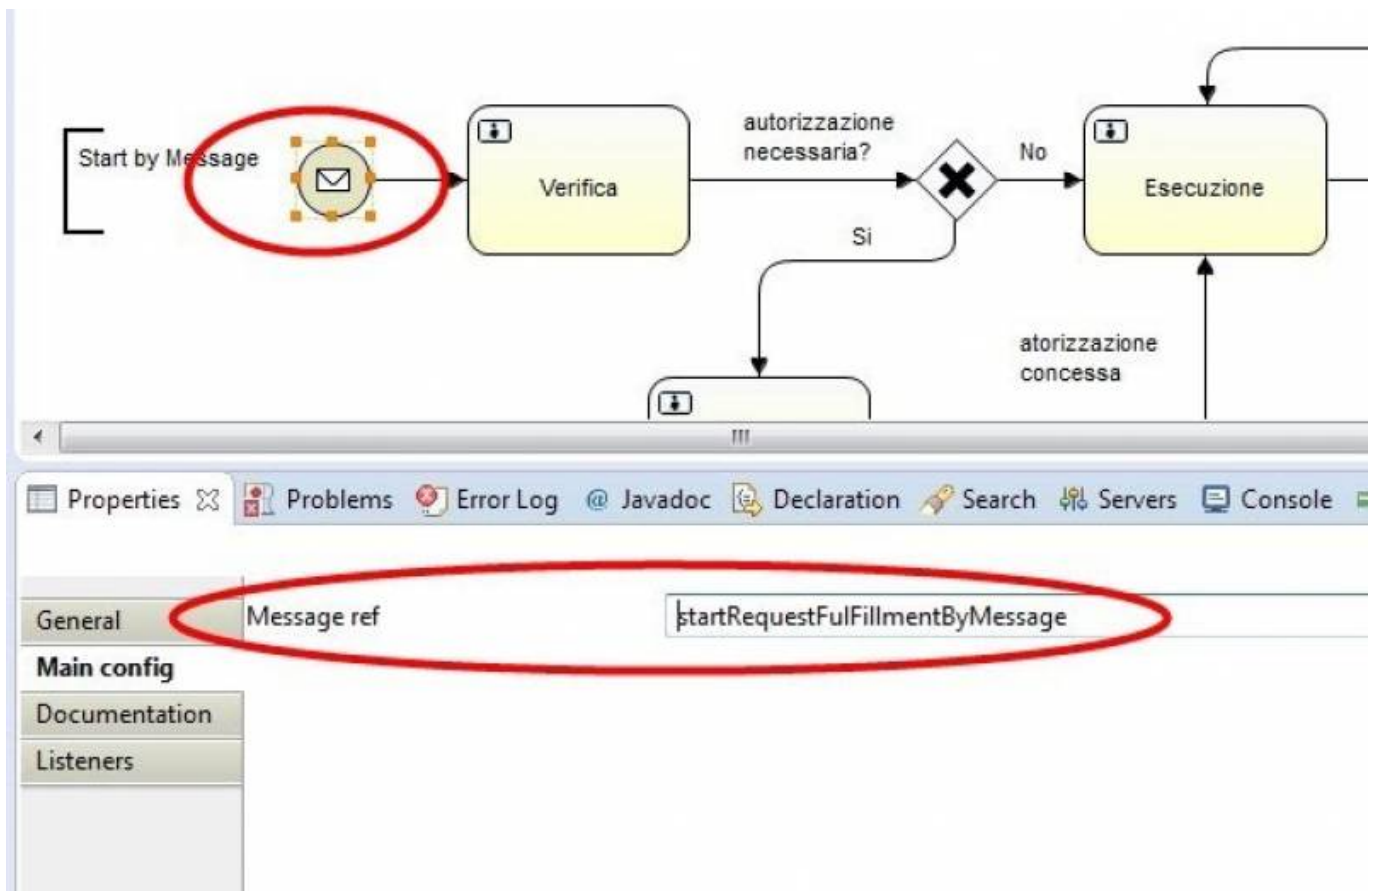 autorizzazione
necessaria?
Start by Message
No
Verifica
Esecuzione
Si
atorizzazione
concessa
Properties Problems Error Log @ Javadoc Declaration Search Servers Console
General
Message ref startRequestFulFillmentByMessage
Main config
Documentation
Listeners